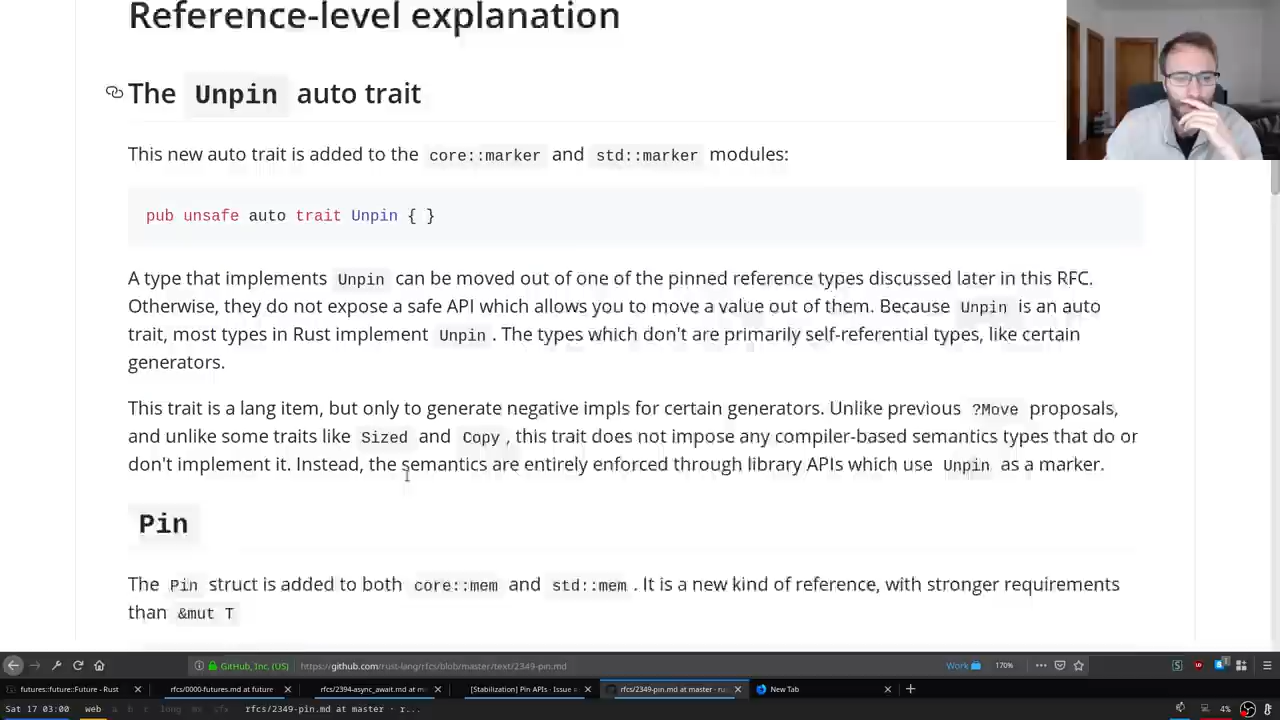 Reference-level explanation
The Unpin auto trait
This new auto trait is added to the core::marker and std::marker modules:
pub unsafe auto trait Unpin { }
A type that implements Unpin can be moved out of one of the pinned reference types discussed later in this RFC.
Otherwise, they do not expose a safe API which allows you to move a value out of them. Because Unpin is an auto
trait, most types in Rust implement Unpin. The types which don't are primarily self-referential types, like certain
generators.
This trait is a lang item, but only to generate negative impls for certain generators. Unlike previous ?Move proposals,
and unlike some traits like Sized and Copy, this trait does not impose any compiler-based semantics types that do or
don't implement it. Instead, the semantics are entirely enforced through library APIs which use Unpin as a marker.
Pin
The Pin struct is added to both core::mem and std::mem. It is a new kind of reference, with stronger requirements
than &mut T
GitHub, Inc. (US) https://github.com/rust-lang/rfcs/blob/master/text/2349-pin.md Work 170%
futures::future::Future - Rust rfcs/0000-futures.md at future rfcs/2394-async_await.md at m [Stabilization] Pin APIs · Issue rfcs/2349-pin.md at master · ru New Tab
Sat 17 03:00 web rfcs/2349-pin.md at master · r... 4%